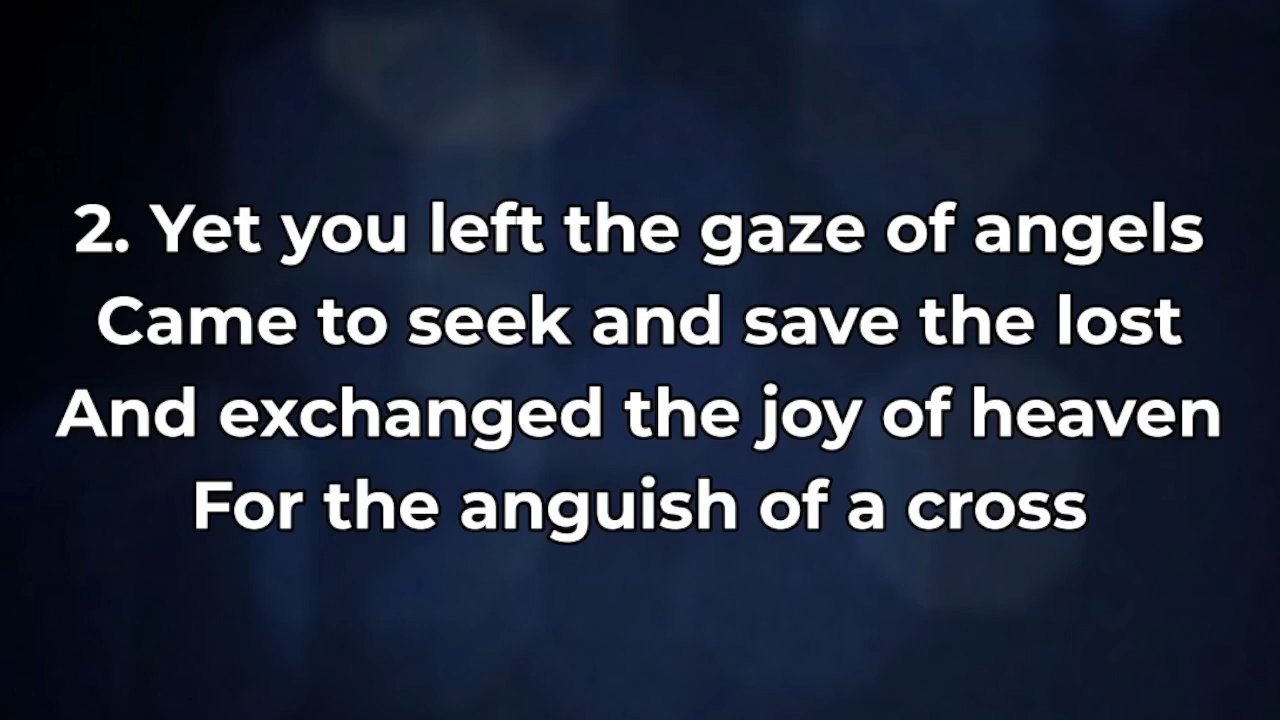 2. Yet you left the gaze of angels
Came to seek and save the lost
And exchanged the joy of heaven
For the anguish of a cross